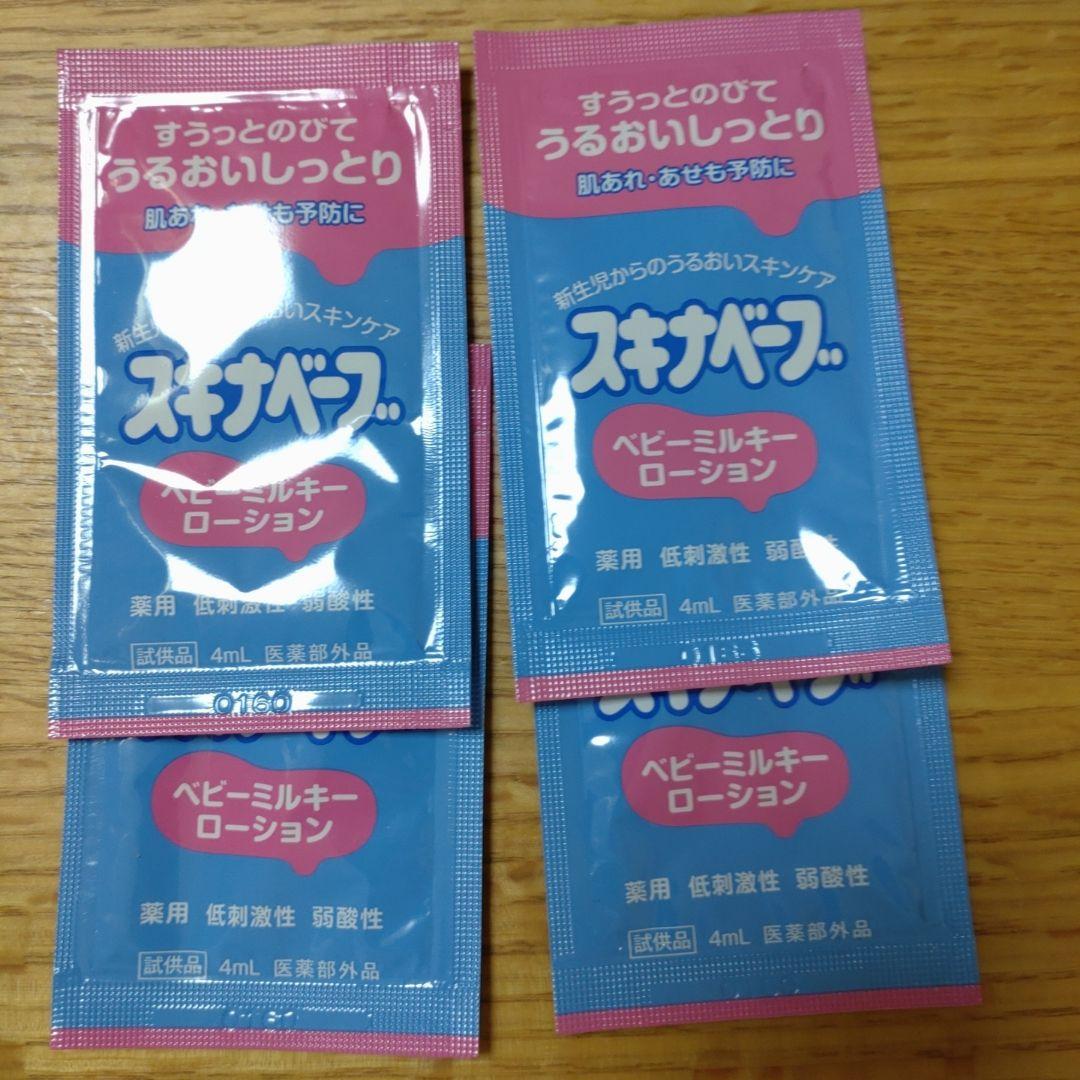 すうっとのびて
うるおいしっとり
肌あれ・あせも予防に
新生児 おいスキンケア
スキナベーブ
ベビーミルキー
ローション
薬用 低刺激性 弱酸性
試供品 4mL 医薬部外品
0160
ベビーミルキー
ローション
薬用 低刺激性 弱酸性
試供品 4mL 医薬部外品
すうっとのびて
うるおいしっとり
肌あれ・あせも予防に
新生児からのうるおいスキンケア
スキナベーブ
ベビーミルキー
ローション
薬用 低刺激性 弱酸性
試供品 4mL 医薬部外品
ベビーミルキー
ローション
薬用 低刺激性 弱酸性
試供品 4mL 医薬部外品